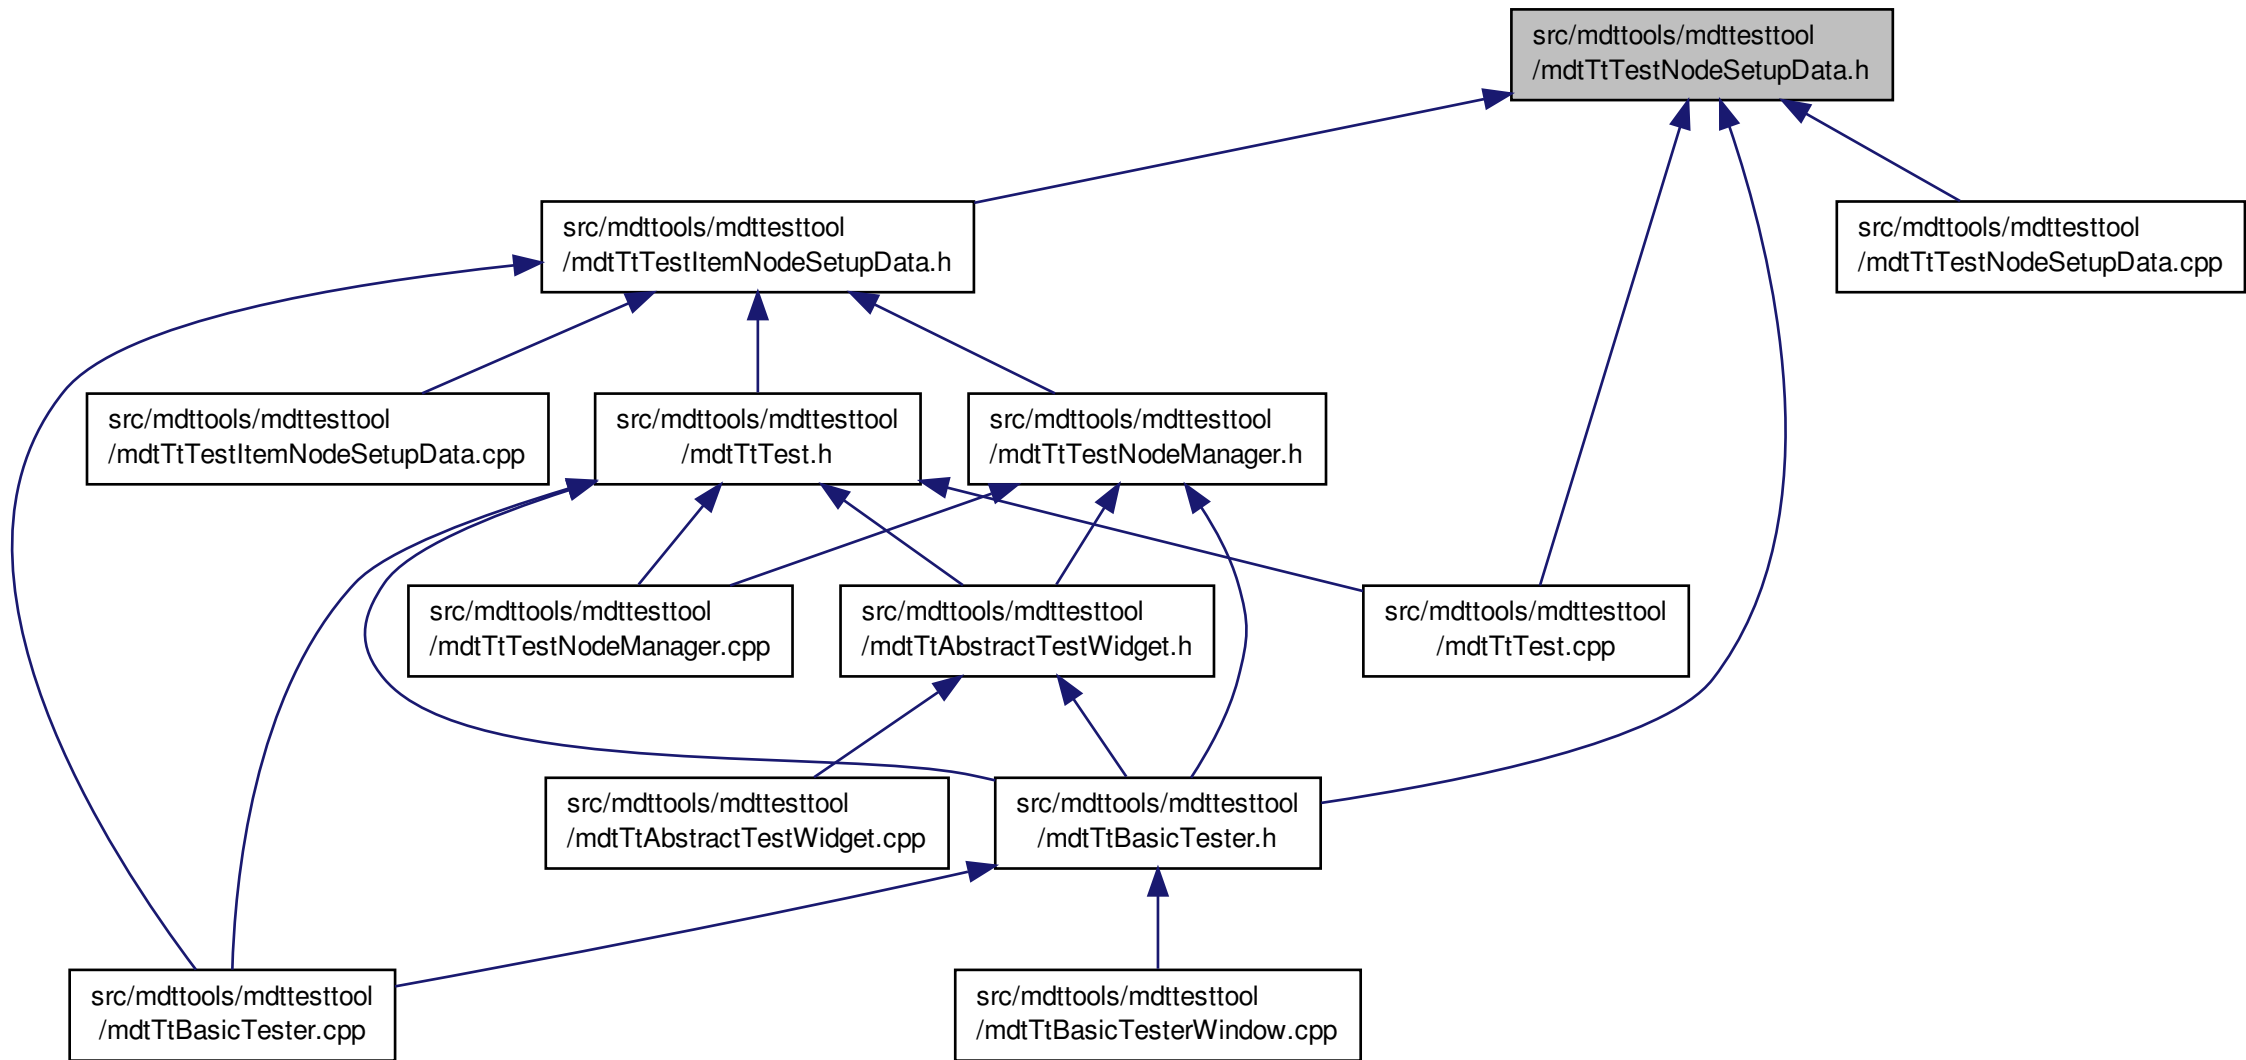 src/mdttools/mdttesttool
/mdtTtTestNodeSetupData.h
src/mdttools/mdttesttool
/mdtTtTestItemNodeSetupData.h
src/mdttools/mdttesttool
/mdtTtTestNodeSetupData.cpp
src/mdttools/mdttesttool
/mdtTtTestItemNodeSetupData.cpp
src/mdttools/mdttesttool
/mdtTtTest.h
src/mdttools/mdttesttool
/mdtTtTestNodeManager.h
src/mdttools/mdttesttool
/mdtTtTestNodeManager.cpp
src/mdttools/mdttesttool
/mdtTtAbstractTestWidget.h
src/mdttools/mdttesttool
/mdtTtTest.cpp
src/mdttools/mdttesttool
/mdtTtAbstractTestWidget.cpp
src/mdttools/mdttesttool
/mdtTtBasicTester.h
src/mdttools/mdttesttool
/mdtTtBasicTester.cpp
src/mdttools/mdttesttool
/mdtTtBasicTesterWindow.cpp